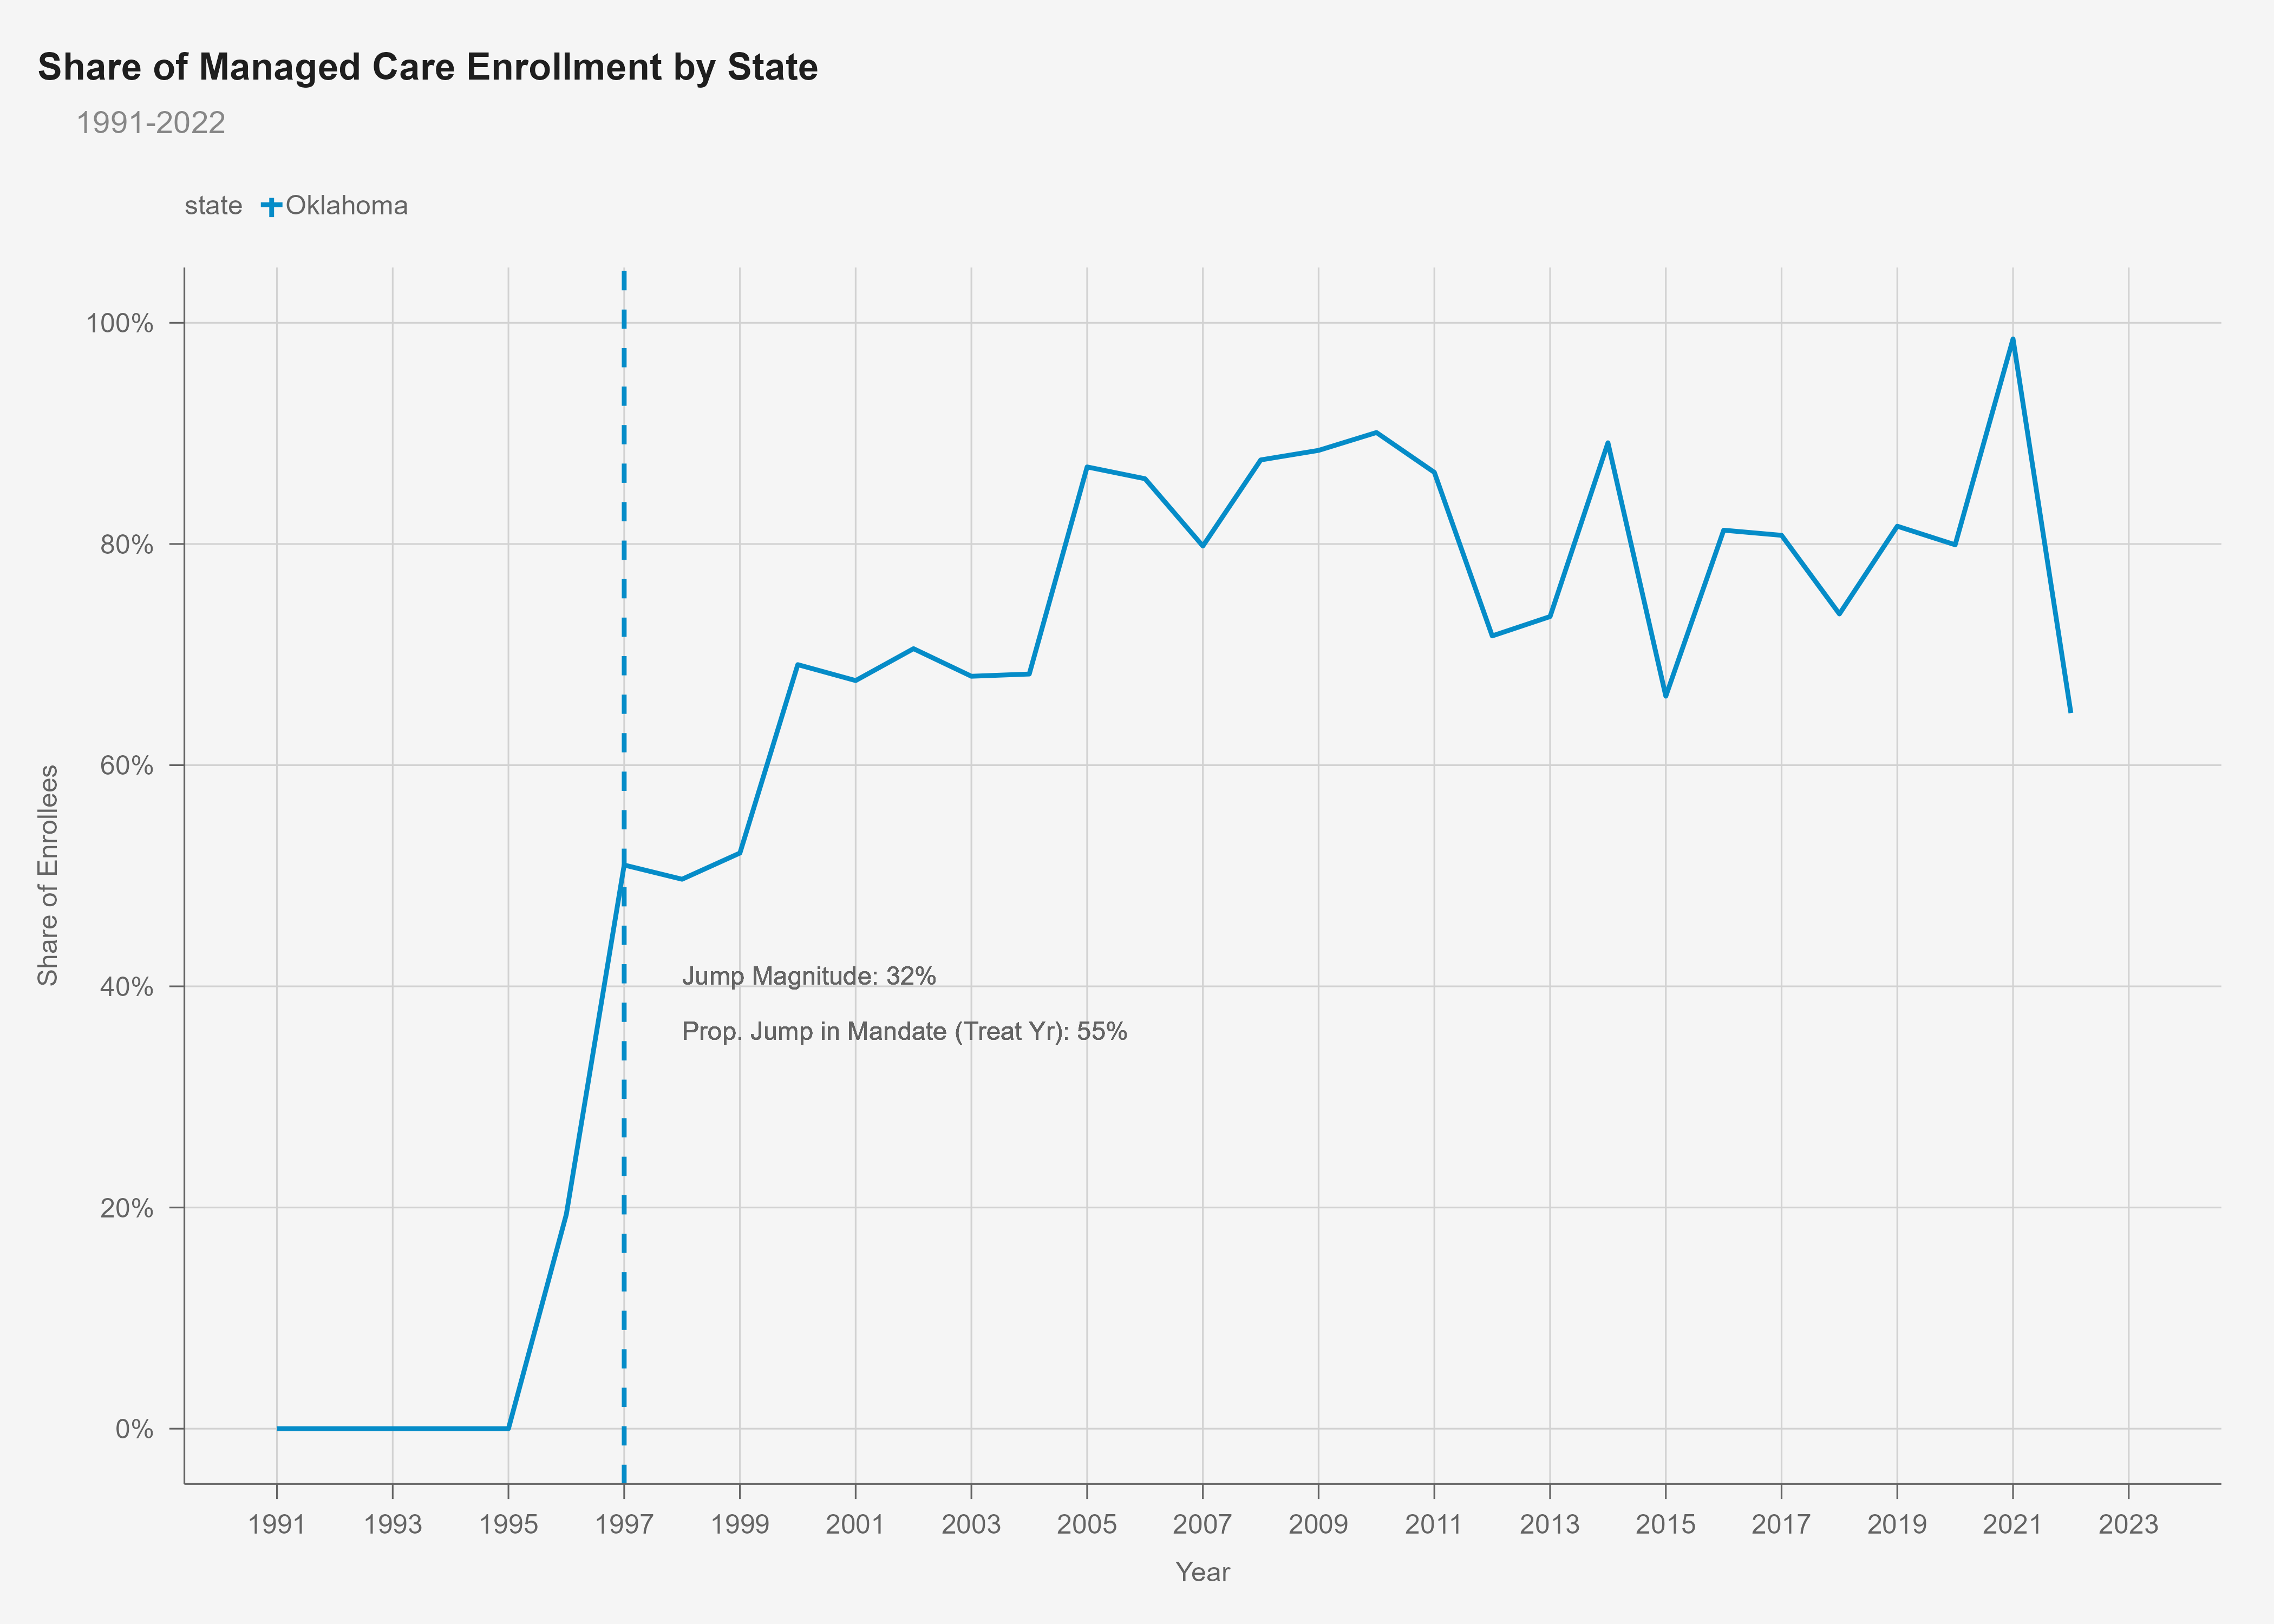 Share of Managed Care Enrollment by State
1991-2022
state Oklahoma
100%
80%
60%
40%
20%
0%
Share of Enrollees
Jump Magnitude: 32%
Prop. Jump in Mandate (Treat Yr): 55%
1991 1993 1995 1997 1999 2001 2003 2005 2007 2009 2011 2013 2015 2017 2019 2021 2023
Year